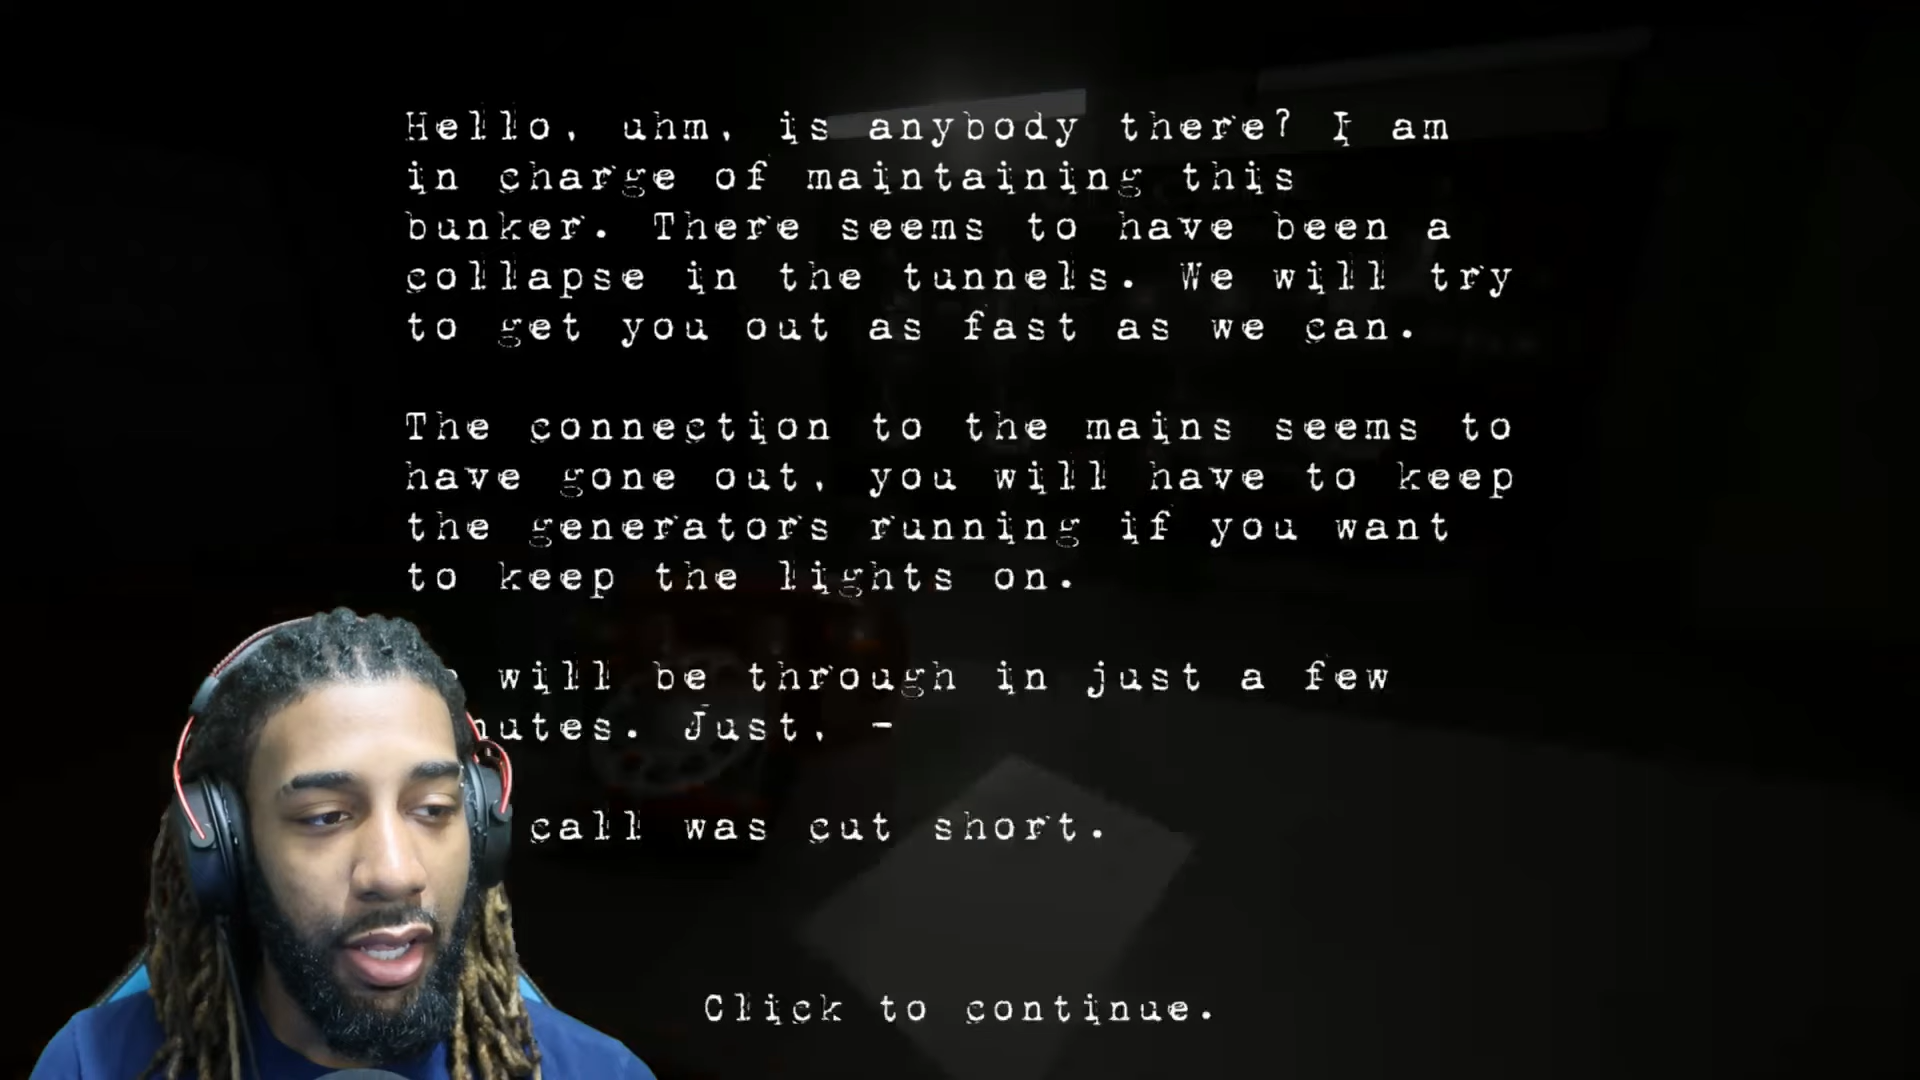 Hello, uhm, is anybody there? I am
in charge of maintaining this
bunker. There seems to have been a
collapse in the tunnels. We will try
to get you out as fast as we can.
The connection to the mains seems to
have gone out, you will have to keep
the generators running if you want
to keep the lights on.
will be through in just a few
nutes. Just, -
call was cut short.
Click to continue.